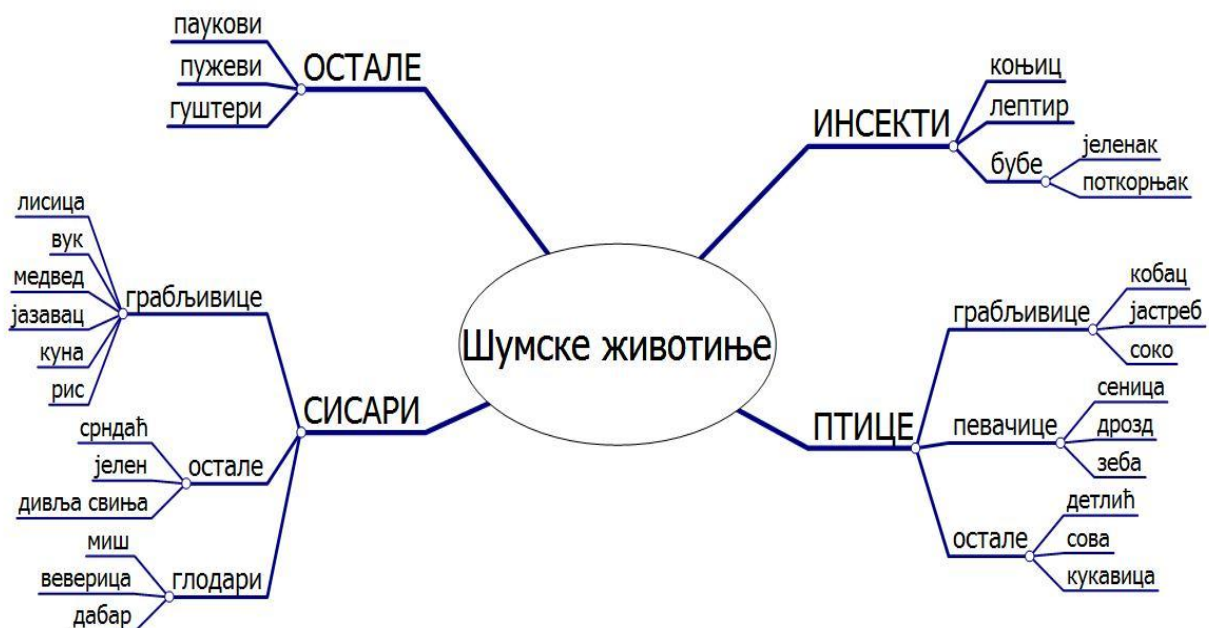 Шумске животиње
ОСТАЛЕ
паукови
пужеви
гуштери
ИНСЕКТИ
коњиц
лептир
бубе
јеленак
поткорњак
СИСАРИ
грабљивице
лисица
вук
медвед
јазавац
куна
рис
остале
срндаћ
јелен
дивља свиња
глодари
миш
веверица
дабар
ПТИЦЕ
грабљивице
кобац
јастреб
соко
певачице
сеница
дрозд
зеба
остале
детлић
сова
кукавица